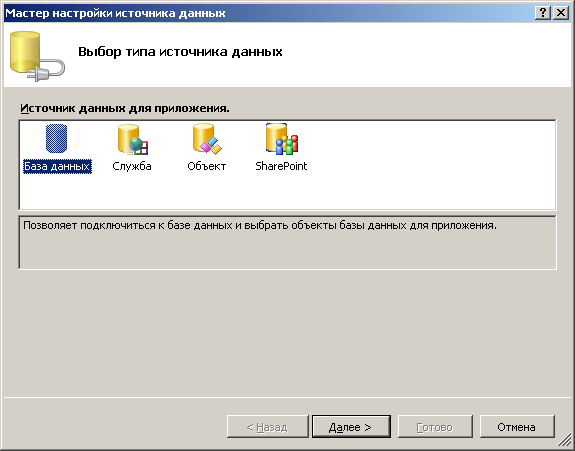 Мастер настройки источника данных
Выбор типа источника данных
Источник данных для приложения.
База данных Служба Объект SharePoint
Позволяет подключиться к базе данных и выбрать объекты базы данных для приложения.
< Назад Далее > Готово Отмена